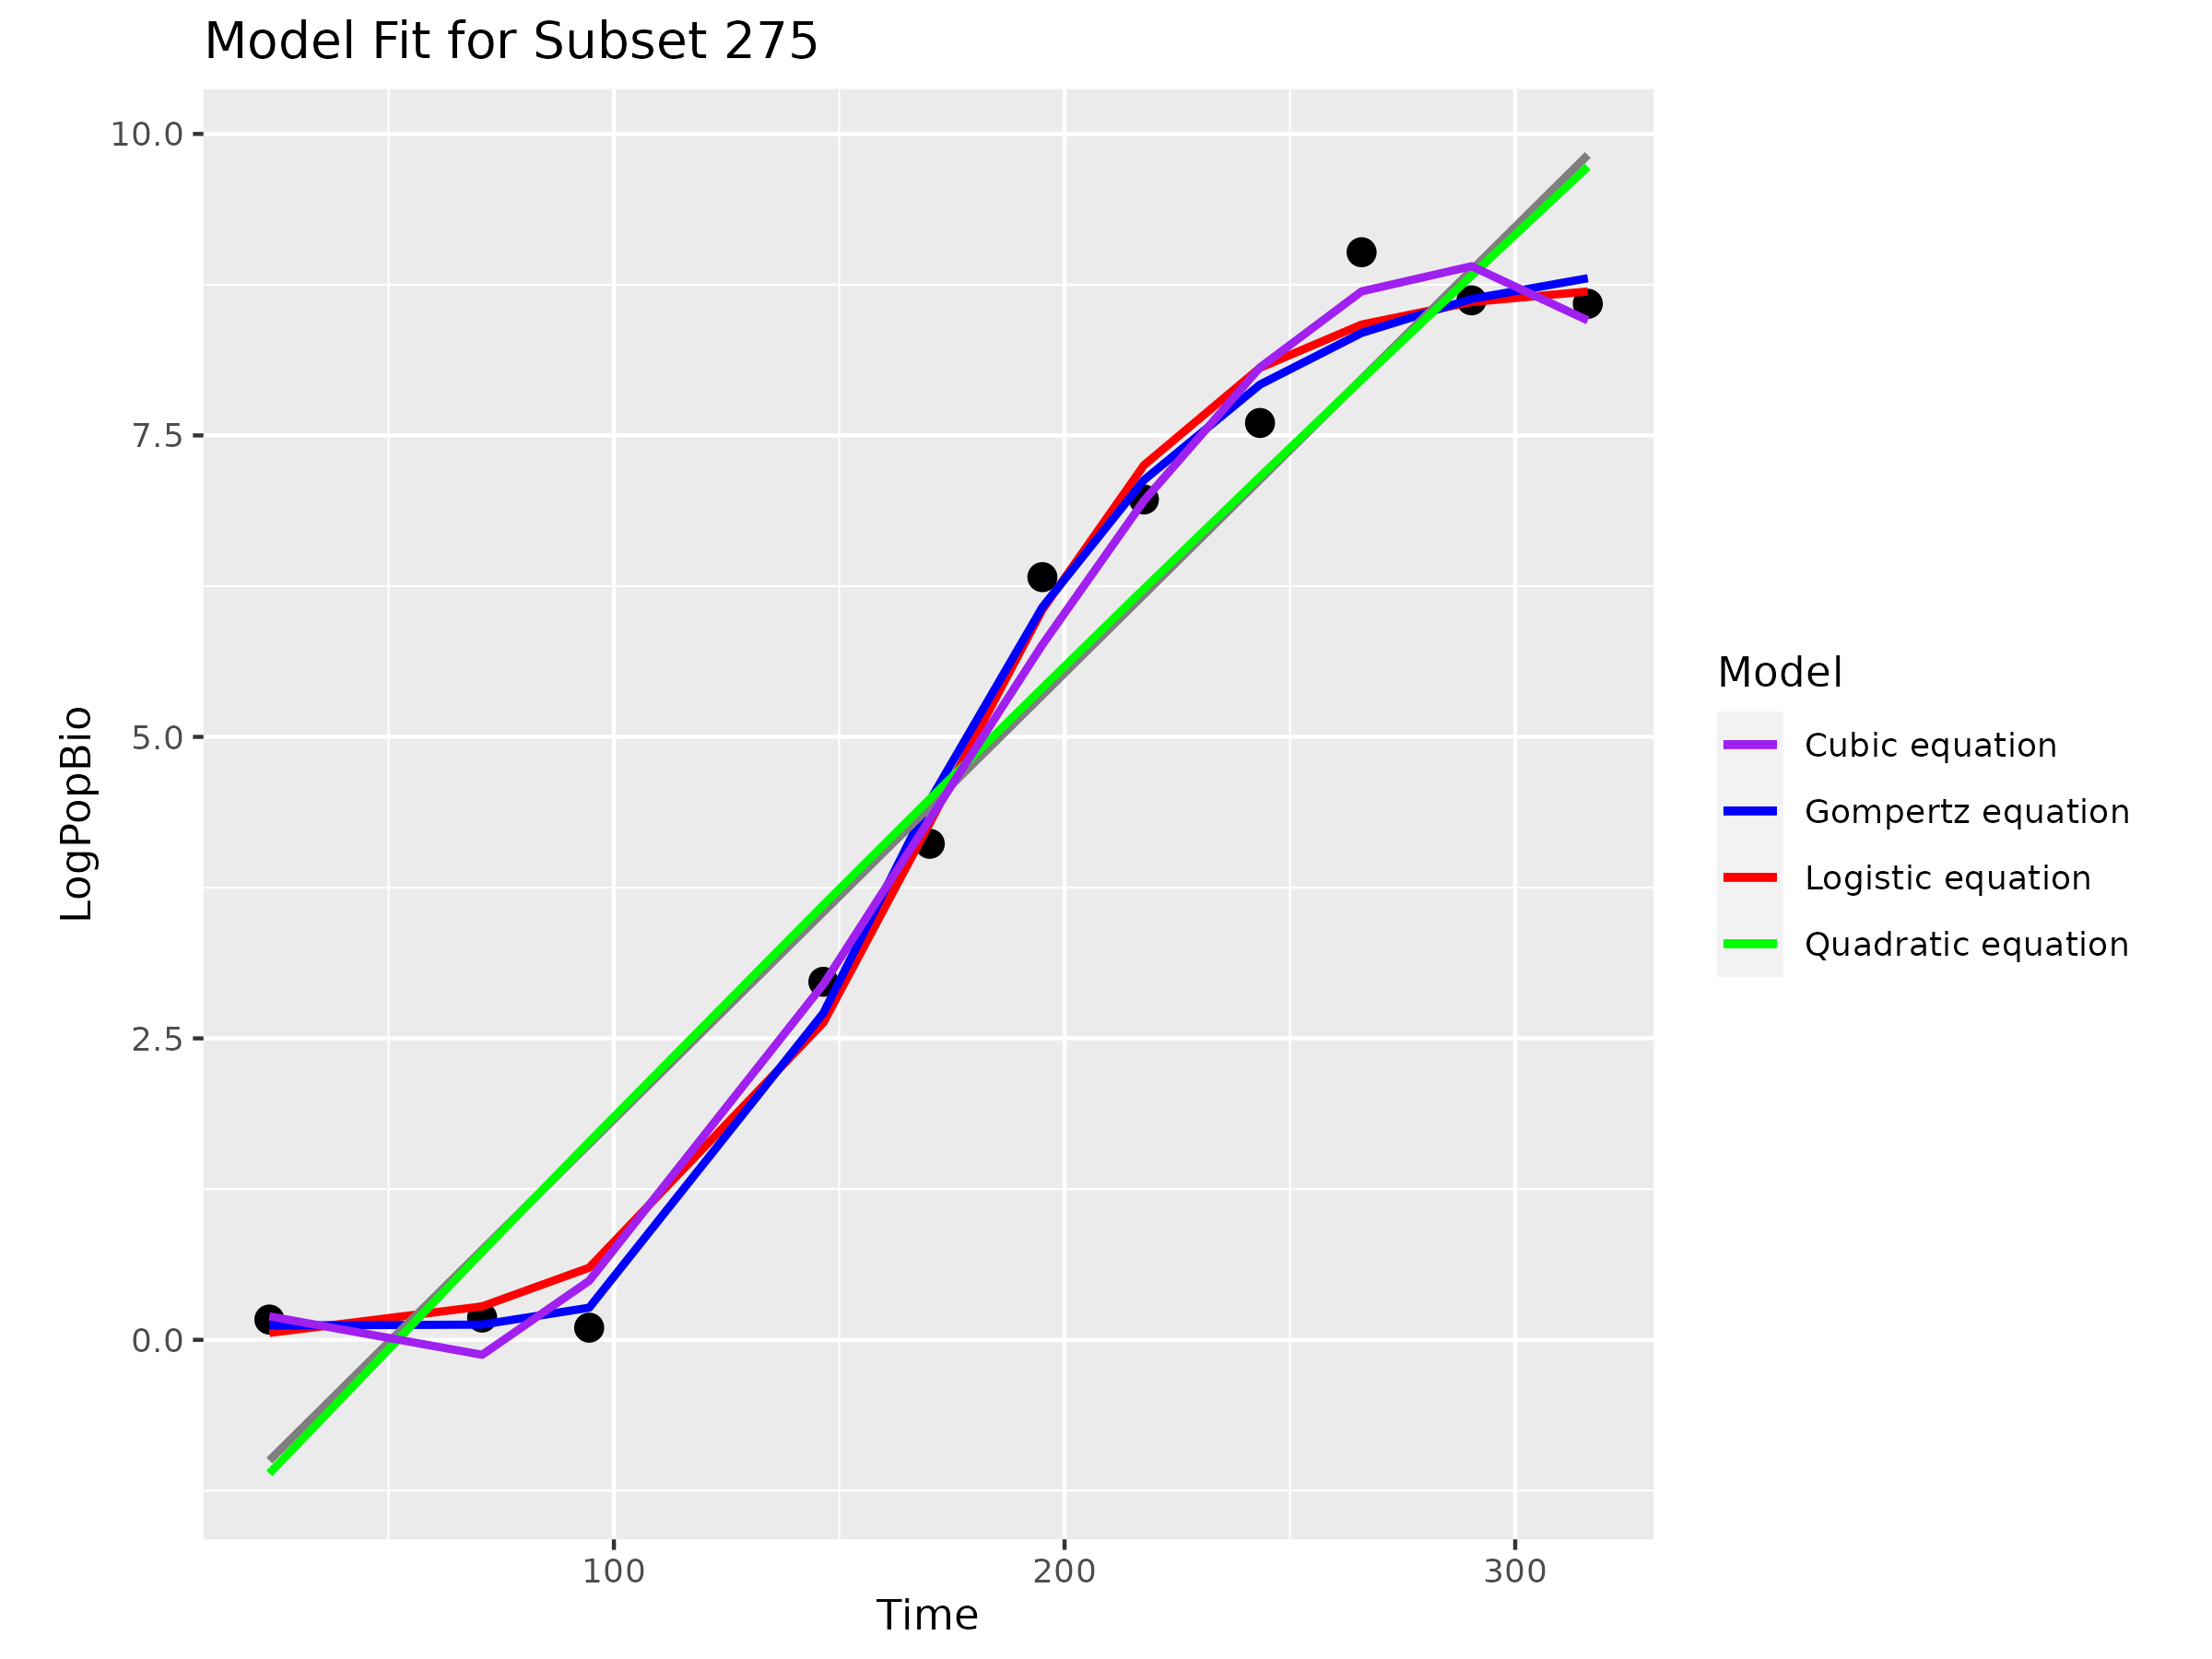 Model Fit for Subset 275
10.0
7.5
5.0
2.5
0.0
LogPopBio
100
200
300
Time
Model
Cubic equation
Gompertz equation
Logistic equation
Quadratic equation